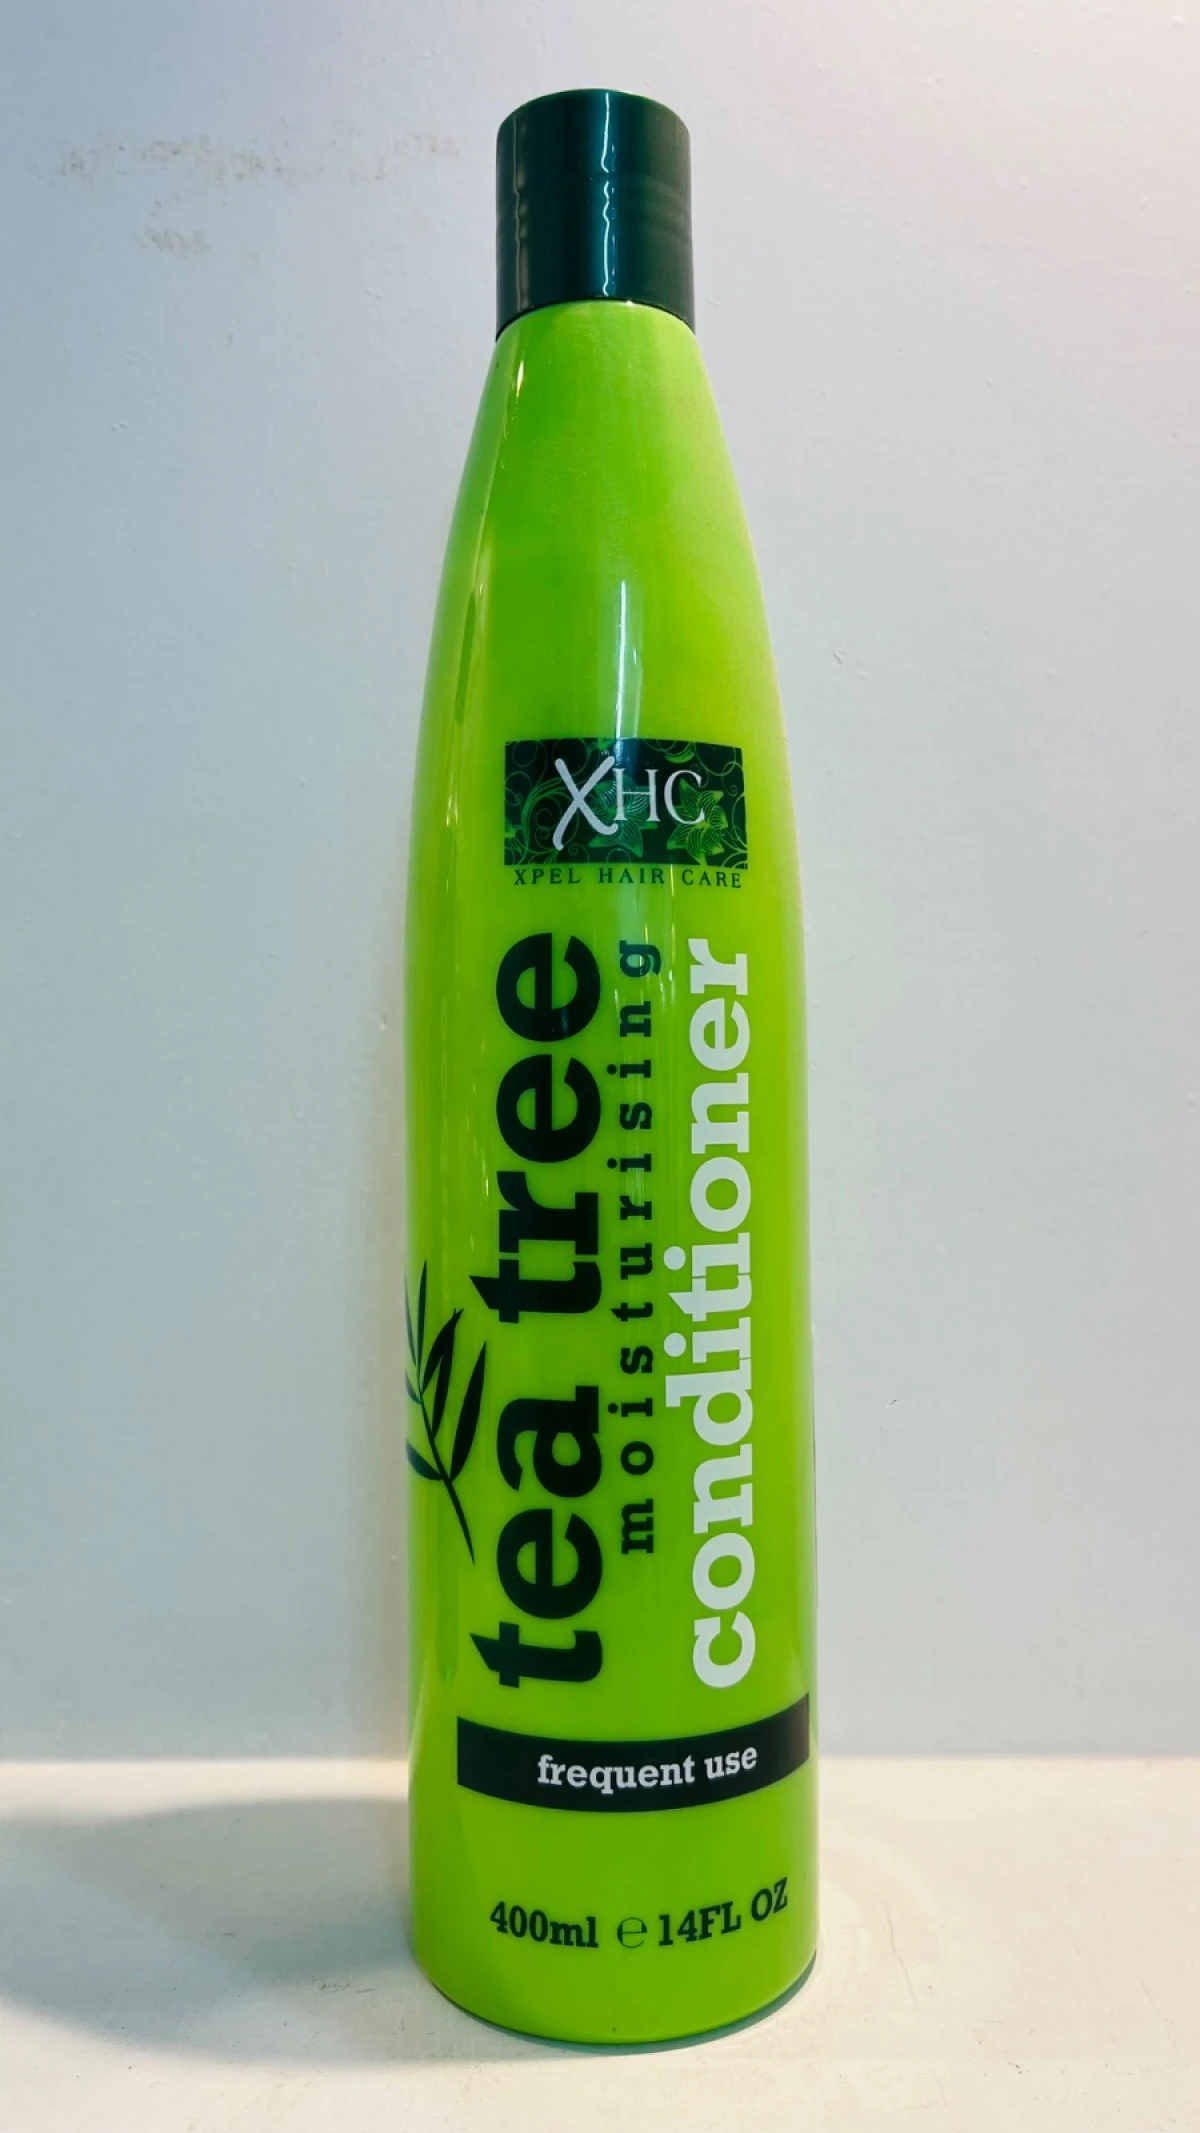 XHC
XPEL HAIR CARE
tea tree
moisturising
conditioner
frequent use
400ml ℮ 14FL OZ